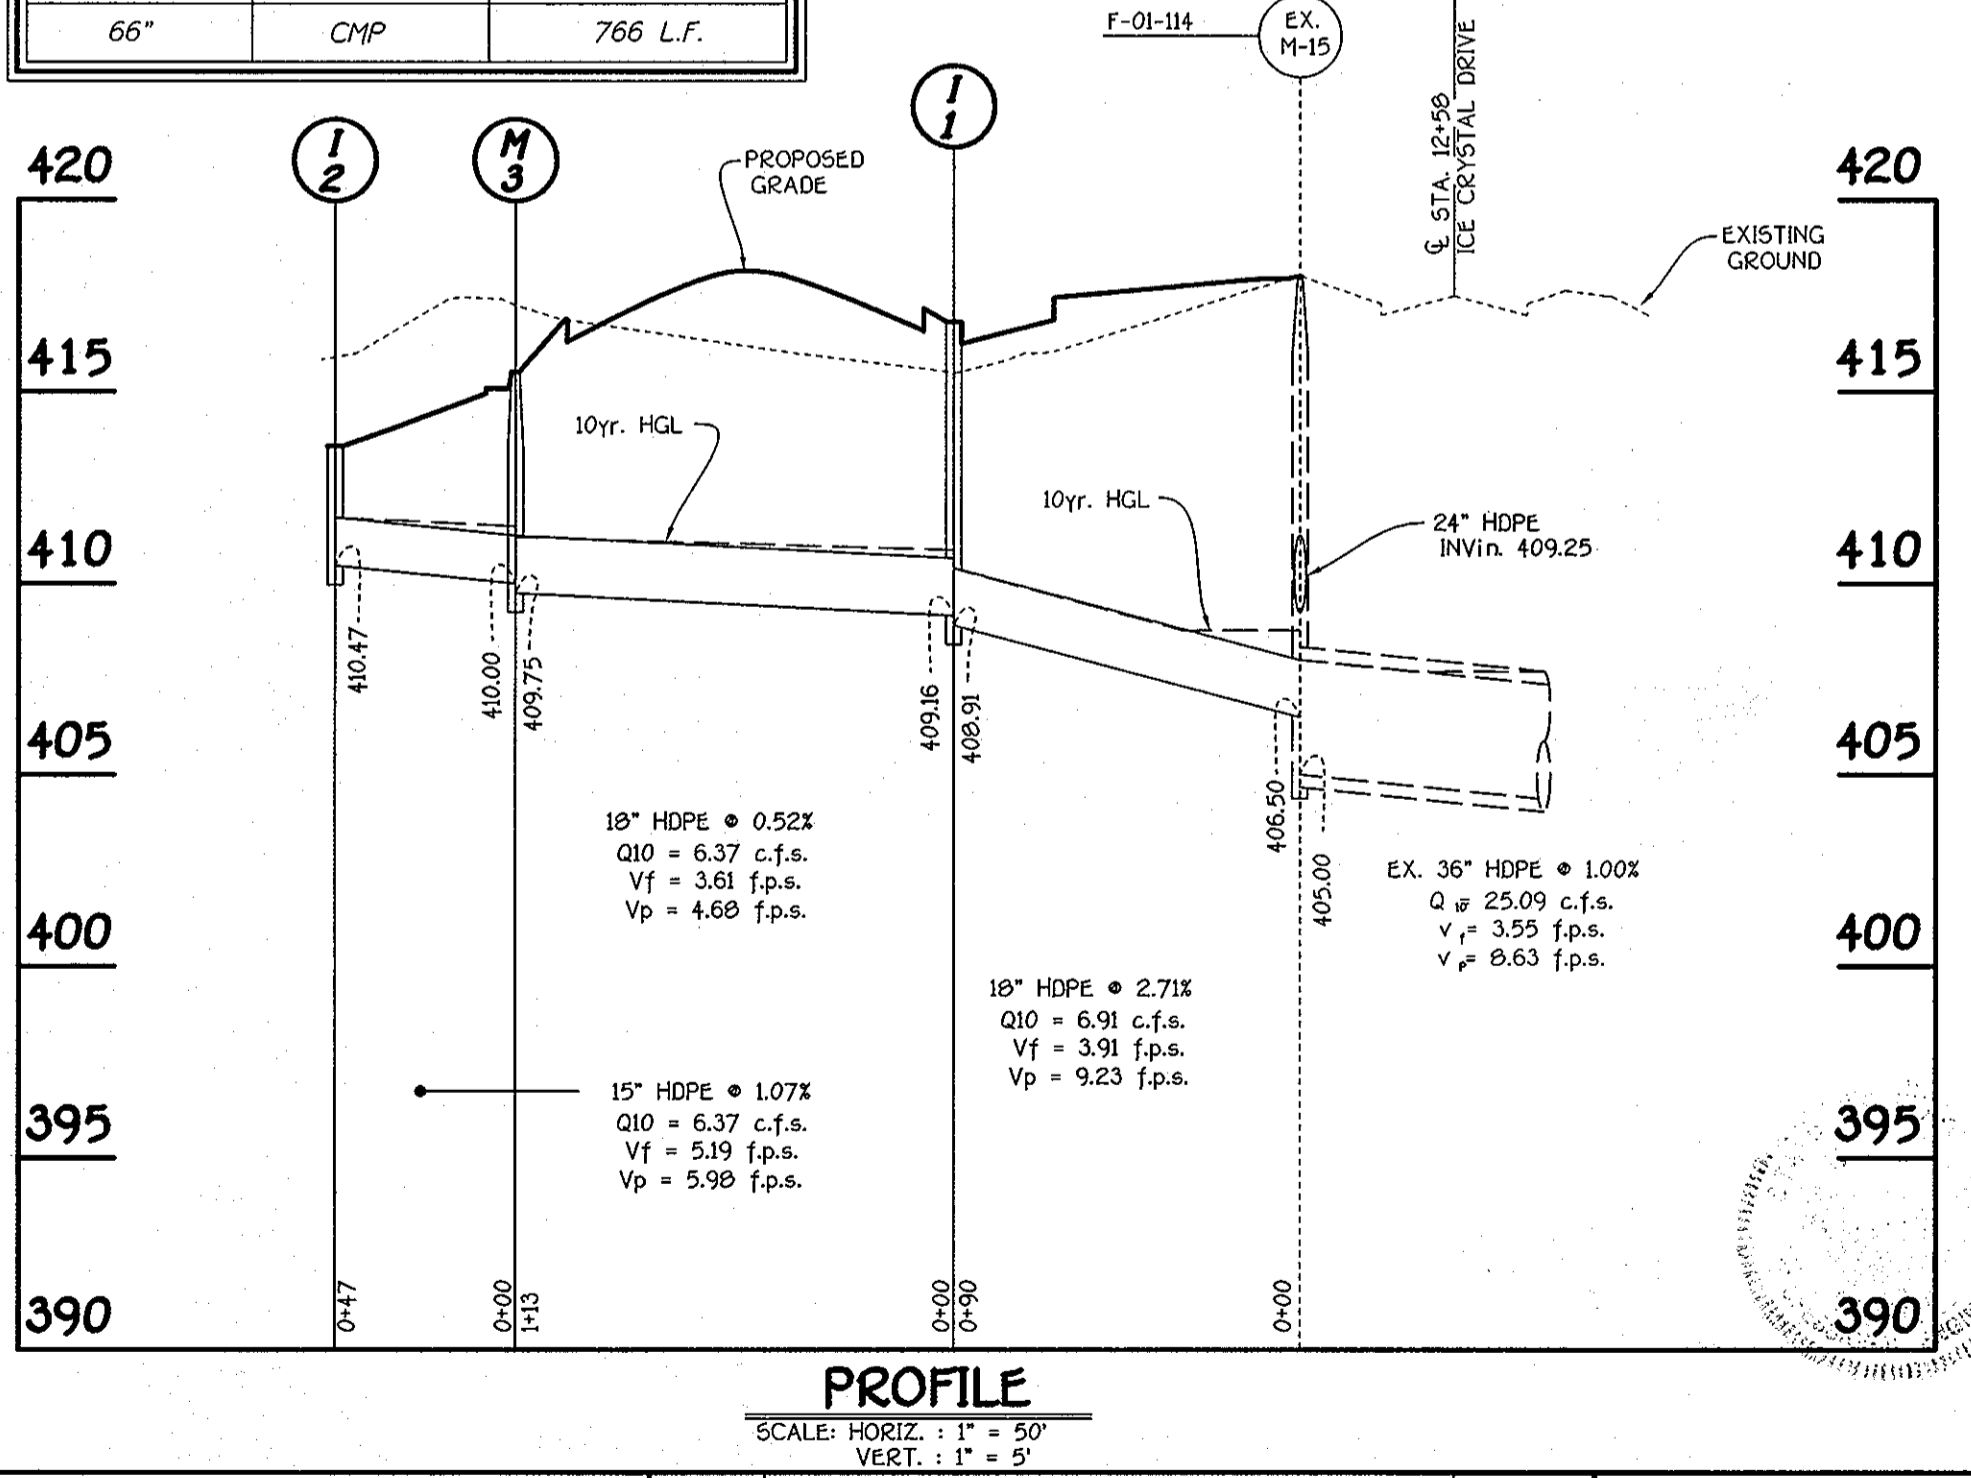 66" CMP 766 L.F.
F-01-114
EX.
M-15
℄ STA. 12+58
ICE CRYSTAL DRIVE
I
2
M
3
I
1
420
420
PROPOSED
GRADE
EXISTING
GROUND
415
415
10yr. HGL
10yr. HGL
24" HDPE
INVin. 409.25
410
410
410.47
410.00
409.75
409.16
408.91
406.50
405.00
405
405
18" HDPE @ 0.52%
Q10 = 6.37 c.f.s.
Vf = 3.61 f.p.s.
Vp = 4.68 f.p.s.
EX. 36" HDPE @ 1.00%
Q 10= 25.09 c.f.s.
v f= 3.55 f.p.s.
v p= 8.63 f.p.s.
400
400
18" HDPE @ 2.71%
Q10 = 6.91 c.f.s.
Vf = 3.91 f.p.s.
Vp = 9.23 f.p.s.
15" HDPE @ 1.07%
Q10 = 6.37 c.f.s.
Vf = 5.19 f.p.s.
Vp = 5.98 f.p.s.
395
395
0+47
0+00
1+13
0+00
0+90
0+00
390
390
PROFILE
SCALE: HORIZ. : 1" = 50'
VERT. : 1" = 5'